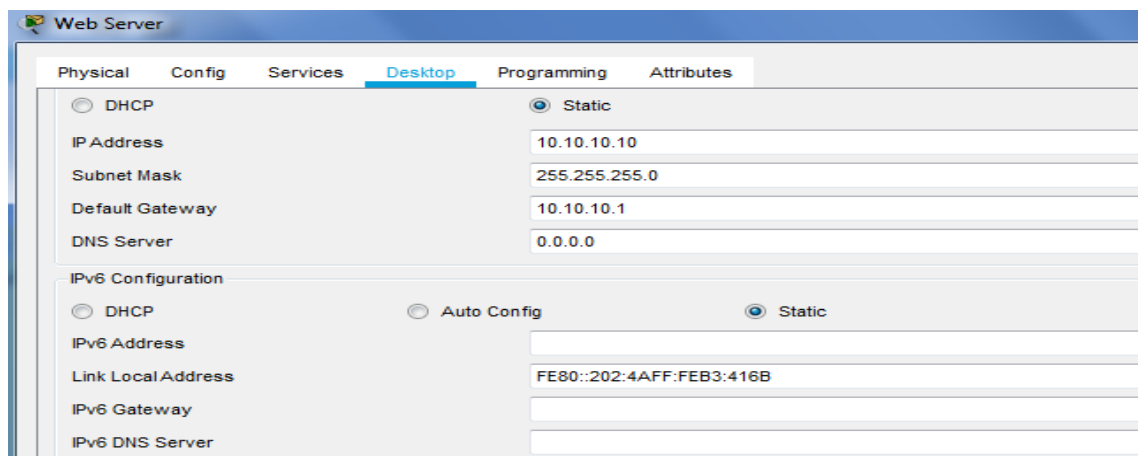 Web Server
Physical Config Services Desktop Programming Attributes
DHCP Static
IP Address 10.10.10.10
Subnet Mask 255.255.255.0
Default Gateway 10.10.10.1
DNS Server 0.0.0.0
IPv6 Configuration
DHCP Auto Config Static
IPv6 Address
Link Local Address FE80::202:4AFF:FEB3:416B
IPv6 Gateway
IPv6 DNS Server